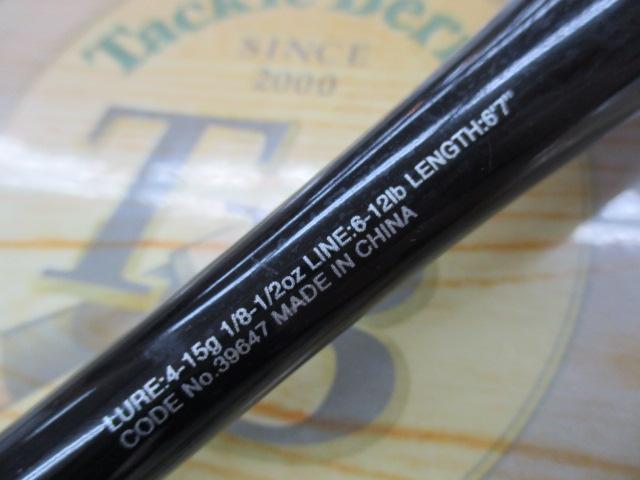 Tackle Berry
SINCE
2000
TB
LURE:4-15g 1/8-1/2oz LINE:6-12lb LENGTH:6'7"
CODE No.39647 MADE IN CHINA